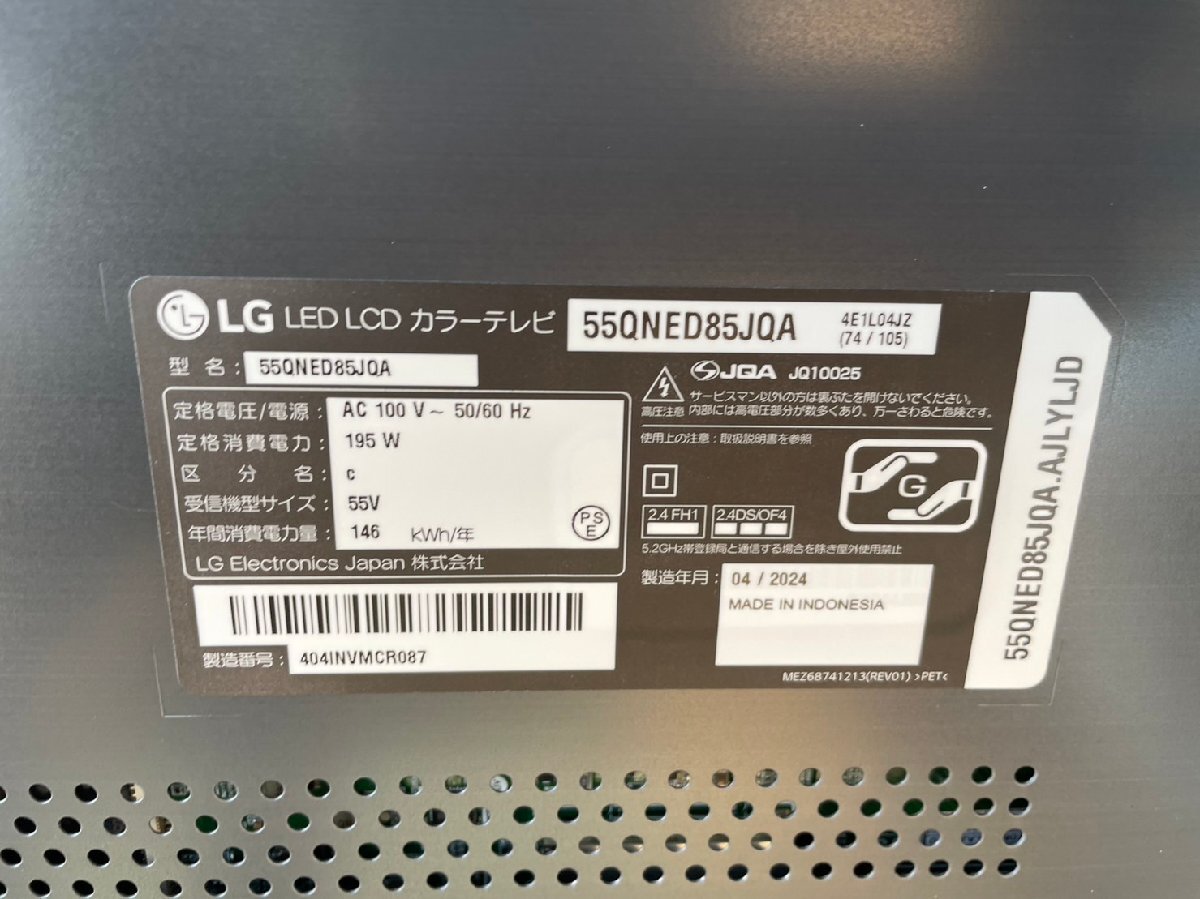 LG LED LCD カラーテレビ 55QNED85JQA 4E1L04JZ
(74 / 105)
型 名 : 55QNED85JQA
定格電圧/電源 : AC 100 V ~ 50/60 Hz
定格消費電力 : 195 W
区 分 名 : c
受信機型サイズ : 55V
年間消費電力量 : 146 kWh/年
PS
E
LG Electronics Japan 株式会社
製造番号 : 404INVMCR087
JQA JQ10025
高圧注意
サービスマン以外の方は裏ぶたを開けないでください。
内部には高電圧部分が数多くあり、万一さわると危険です。
使用上の注意 : 取扱説明書を参照
G
2.4 FH1 2.4DS/OF4
5.2GHz帯登録局と通信する場合を除き屋外使用禁止
製造年月 : 04 / 2024
MADE IN INDONESIA
MEZ68741213(REV01) >PET<
55QNED85JQA.AJLYLJD